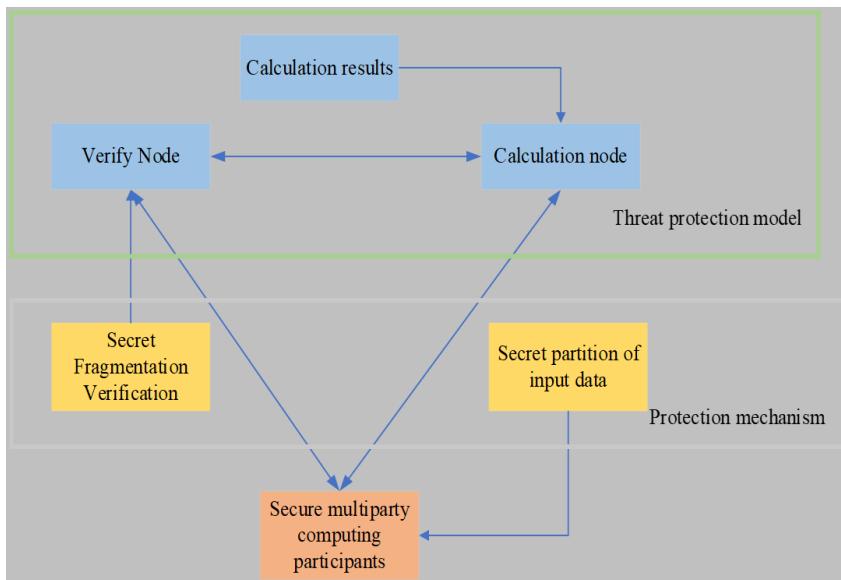 Calculation results
Verify Node
Calculation node
Threat protection model
Secret
Fragmentation
Verification
Secret partition of
input data
Protection mechanism
Secure multiparty
computing
participants